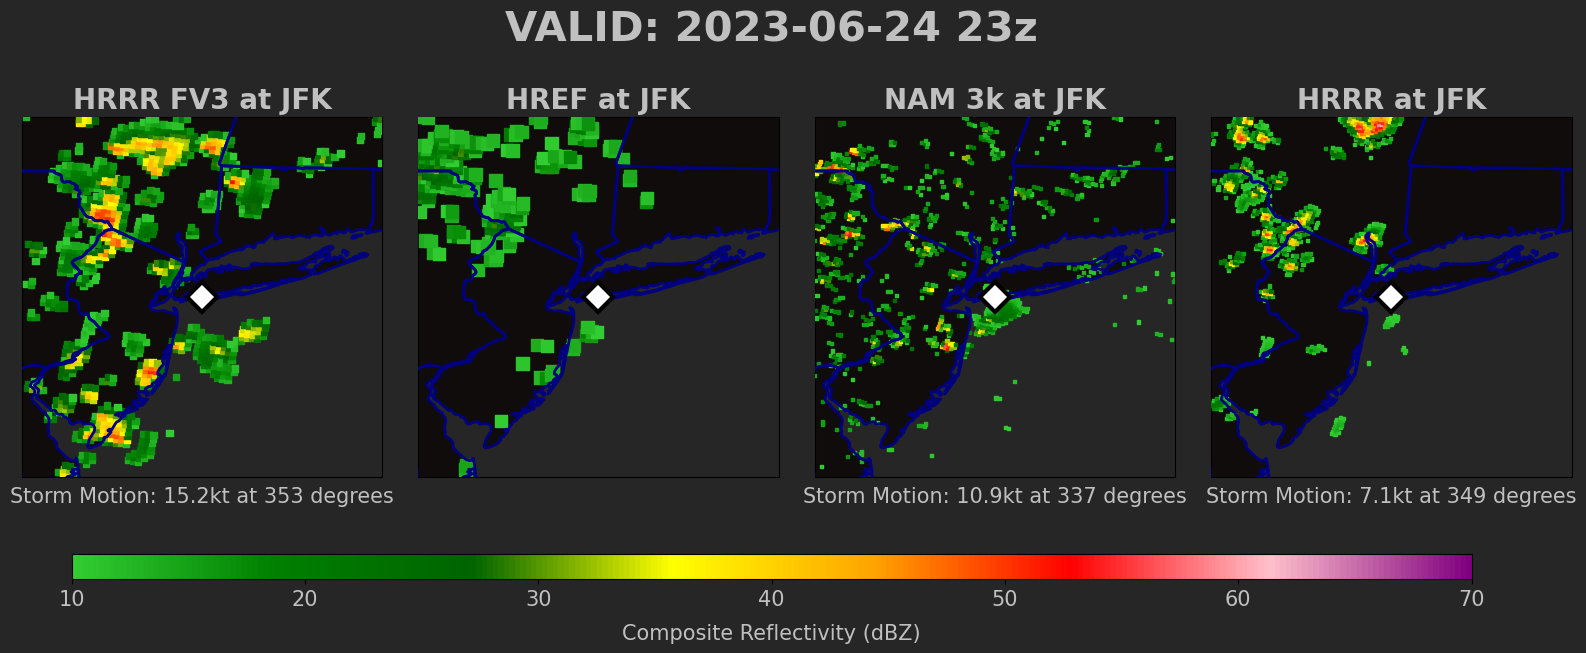 VALID: 2023-06-24 23z
HRRR FV3 at JFK
HREF at JFK
NAM 3k at JFK
HRRR at JFK
Storm Motion: 15.2kt at 353 degrees
Storm Motion: 10.9kt at 337 degrees
Storm Motion: 7.1kt at 349 degrees
10 20 30 40 50 60 70
Composite Reflectivity (dBZ)